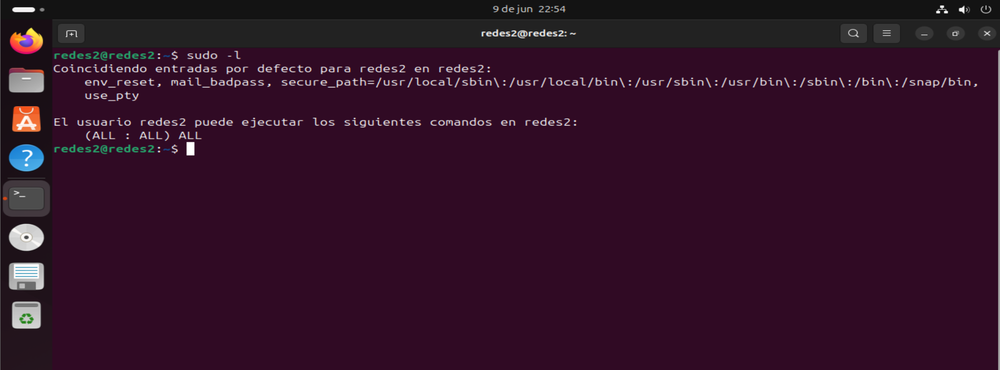 9 de jun 22:54
redes2@redes2: ~
redes2@redes2:~$ sudo -l
Coincidiendo entradas por defecto para redes2 en redes2:
    env_reset, mail_badpass, secure_path=/usr/local/sbin\:/usr/local/bin\:/usr/sbin\:/usr/bin\:/sbin\:/bin\:/snap/bin,
    use_pty
El usuario redes2 puede ejecutar los siguientes comandos en redes2:
    (ALL : ALL) ALL
redes2@redes2:~$